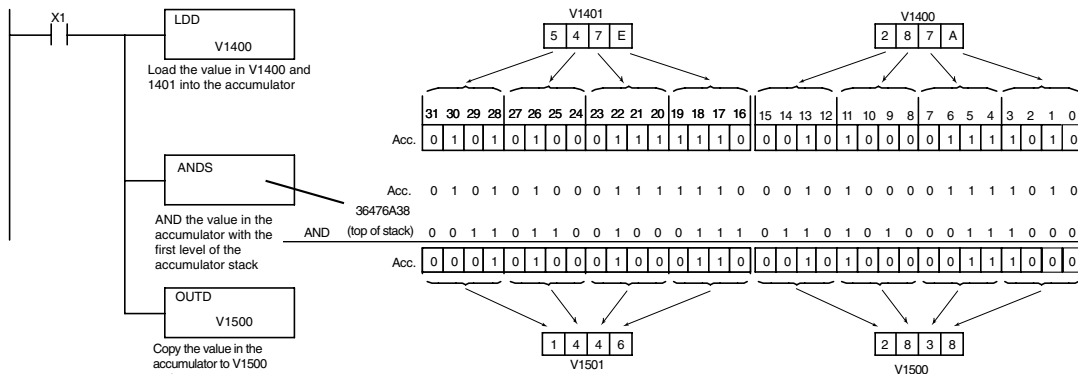 X1
LDD
V1400
Load the value in V1400 and
1401 into the accumulator
ANDS
AND the value in the
accumulator with the
first level of the
accumulator stack
OUTD
V1500
Copy the value in the
accumulator to V1500
V1401
5 4 7 E
V1400
2 8 7 A
31 30 29 28 27 26 25 24 23 22 21 20 19 18 17 16 15 14 13 12 11 10 9 8 7 6 5 4 3 2 1 0
Acc. 0 1 0 1 0 1 0 0 0 1 1 1 1 1 1 0 0 0 1 0 1 0 0 0 0 1 1 1 1 0 1 0
Acc. 0 1 0 1 0 1 0 0 0 1 1 1 1 1 1 0 0 0 1 0 1 0 0 0 0 1 1 1 1 0 1 0
36476A38
AND (top of stack) 0 0 1 1 0 1 1 0 0 1 0 0 0 1 1 1 0 1 1 0 1 0 1 0 0 0 1 1 1 0 0 0
Acc. 0 0 0 1 0 1 0 0 0 1 0 0 0 1 1 0 0 0 1 0 1 0 0 0 0 0 1 1 1 0 0 0
1 4 4 6
V1501
2 8 3 8
V1500